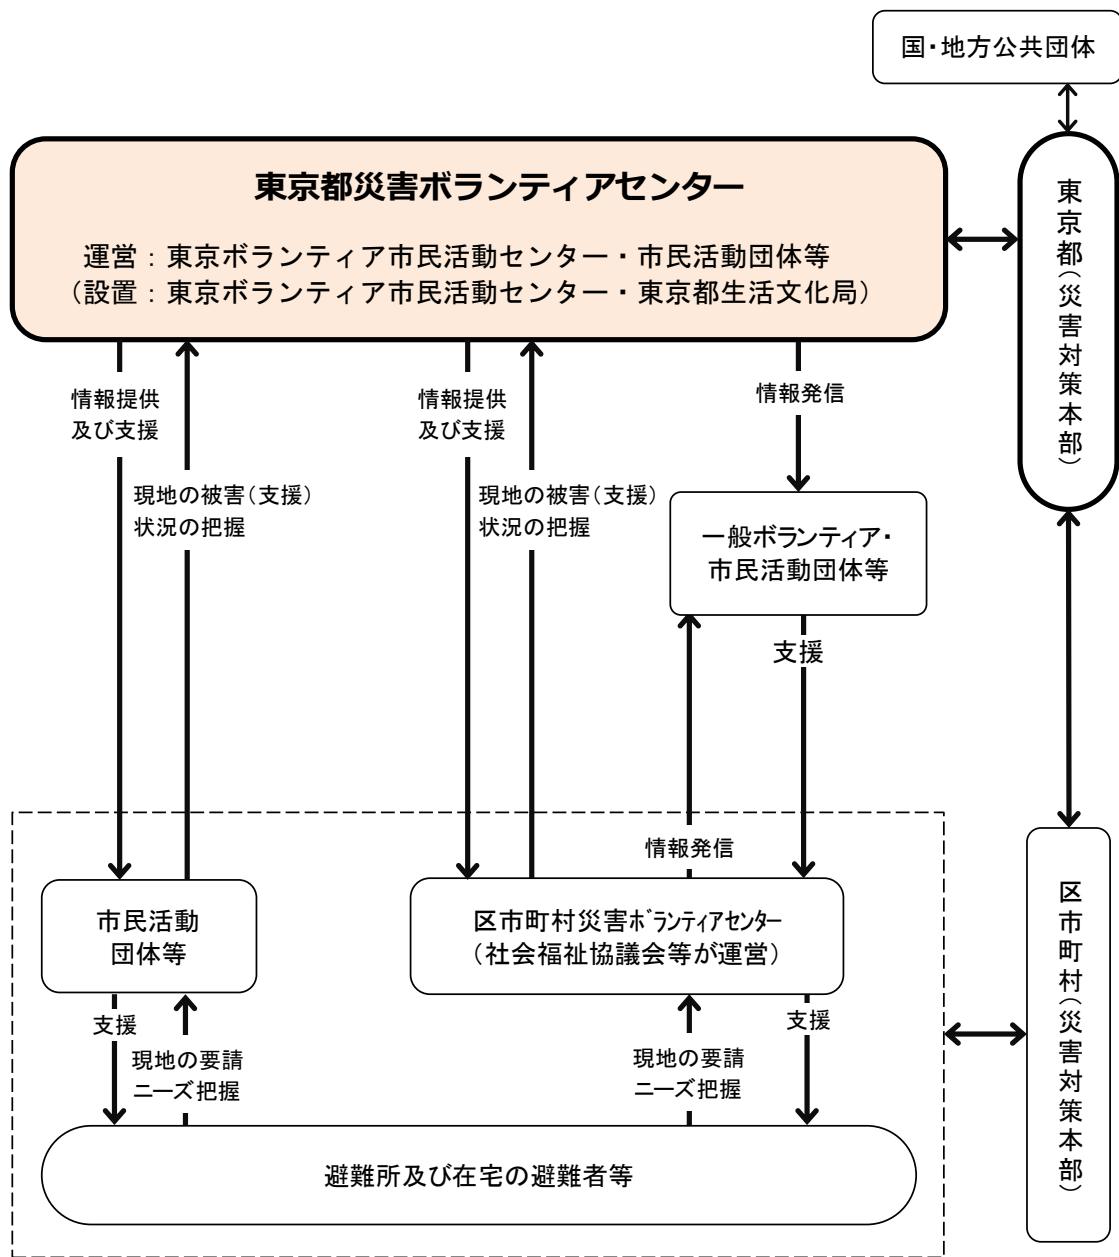 国・地方公共団体
東京都災害ボランティアセンター
運営：東京ボランティア市民活動センター・市民活動団体等
（設置：東京ボランティア市民活動センター・東京都生活文化局）
東京都（災害対策本部）
情報提供
及び支援
現地の被害（支援）
状況の把握
情報提供
及び支援
現地の被害（支援）
状況の把握
情報発信
一般ボランティア・
市民活動団体等
支援
情報発信
市民活動
団体等
区市町村災害ﾎﾞランティアセンター
（社会福祉協議会等が運営）
区市町村（災害対策本部）
支援
現地の要請
ニーズ把握
現地の要請
ニーズ把握
支援
避難所及び在宅の避難者等